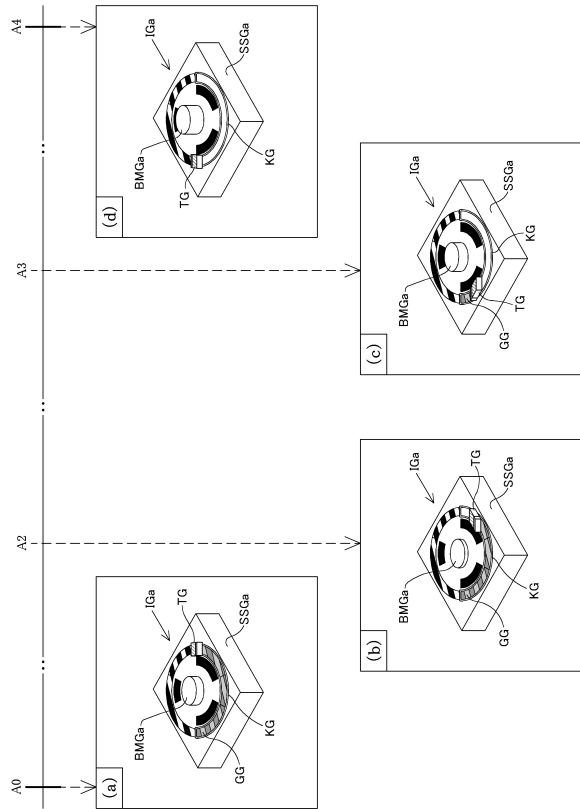 A0
A2
A3
A4
...
...
...
(a)
BMGa
IGa
TG
SSGa
KG
GG
(b)
BMGa
IGa
TG
SSGa
KG
GG
(c)
BMGa
IGa
SSGa
KG
TG
GG
(d)
BMGa
IGa
SSGa
KG
TG